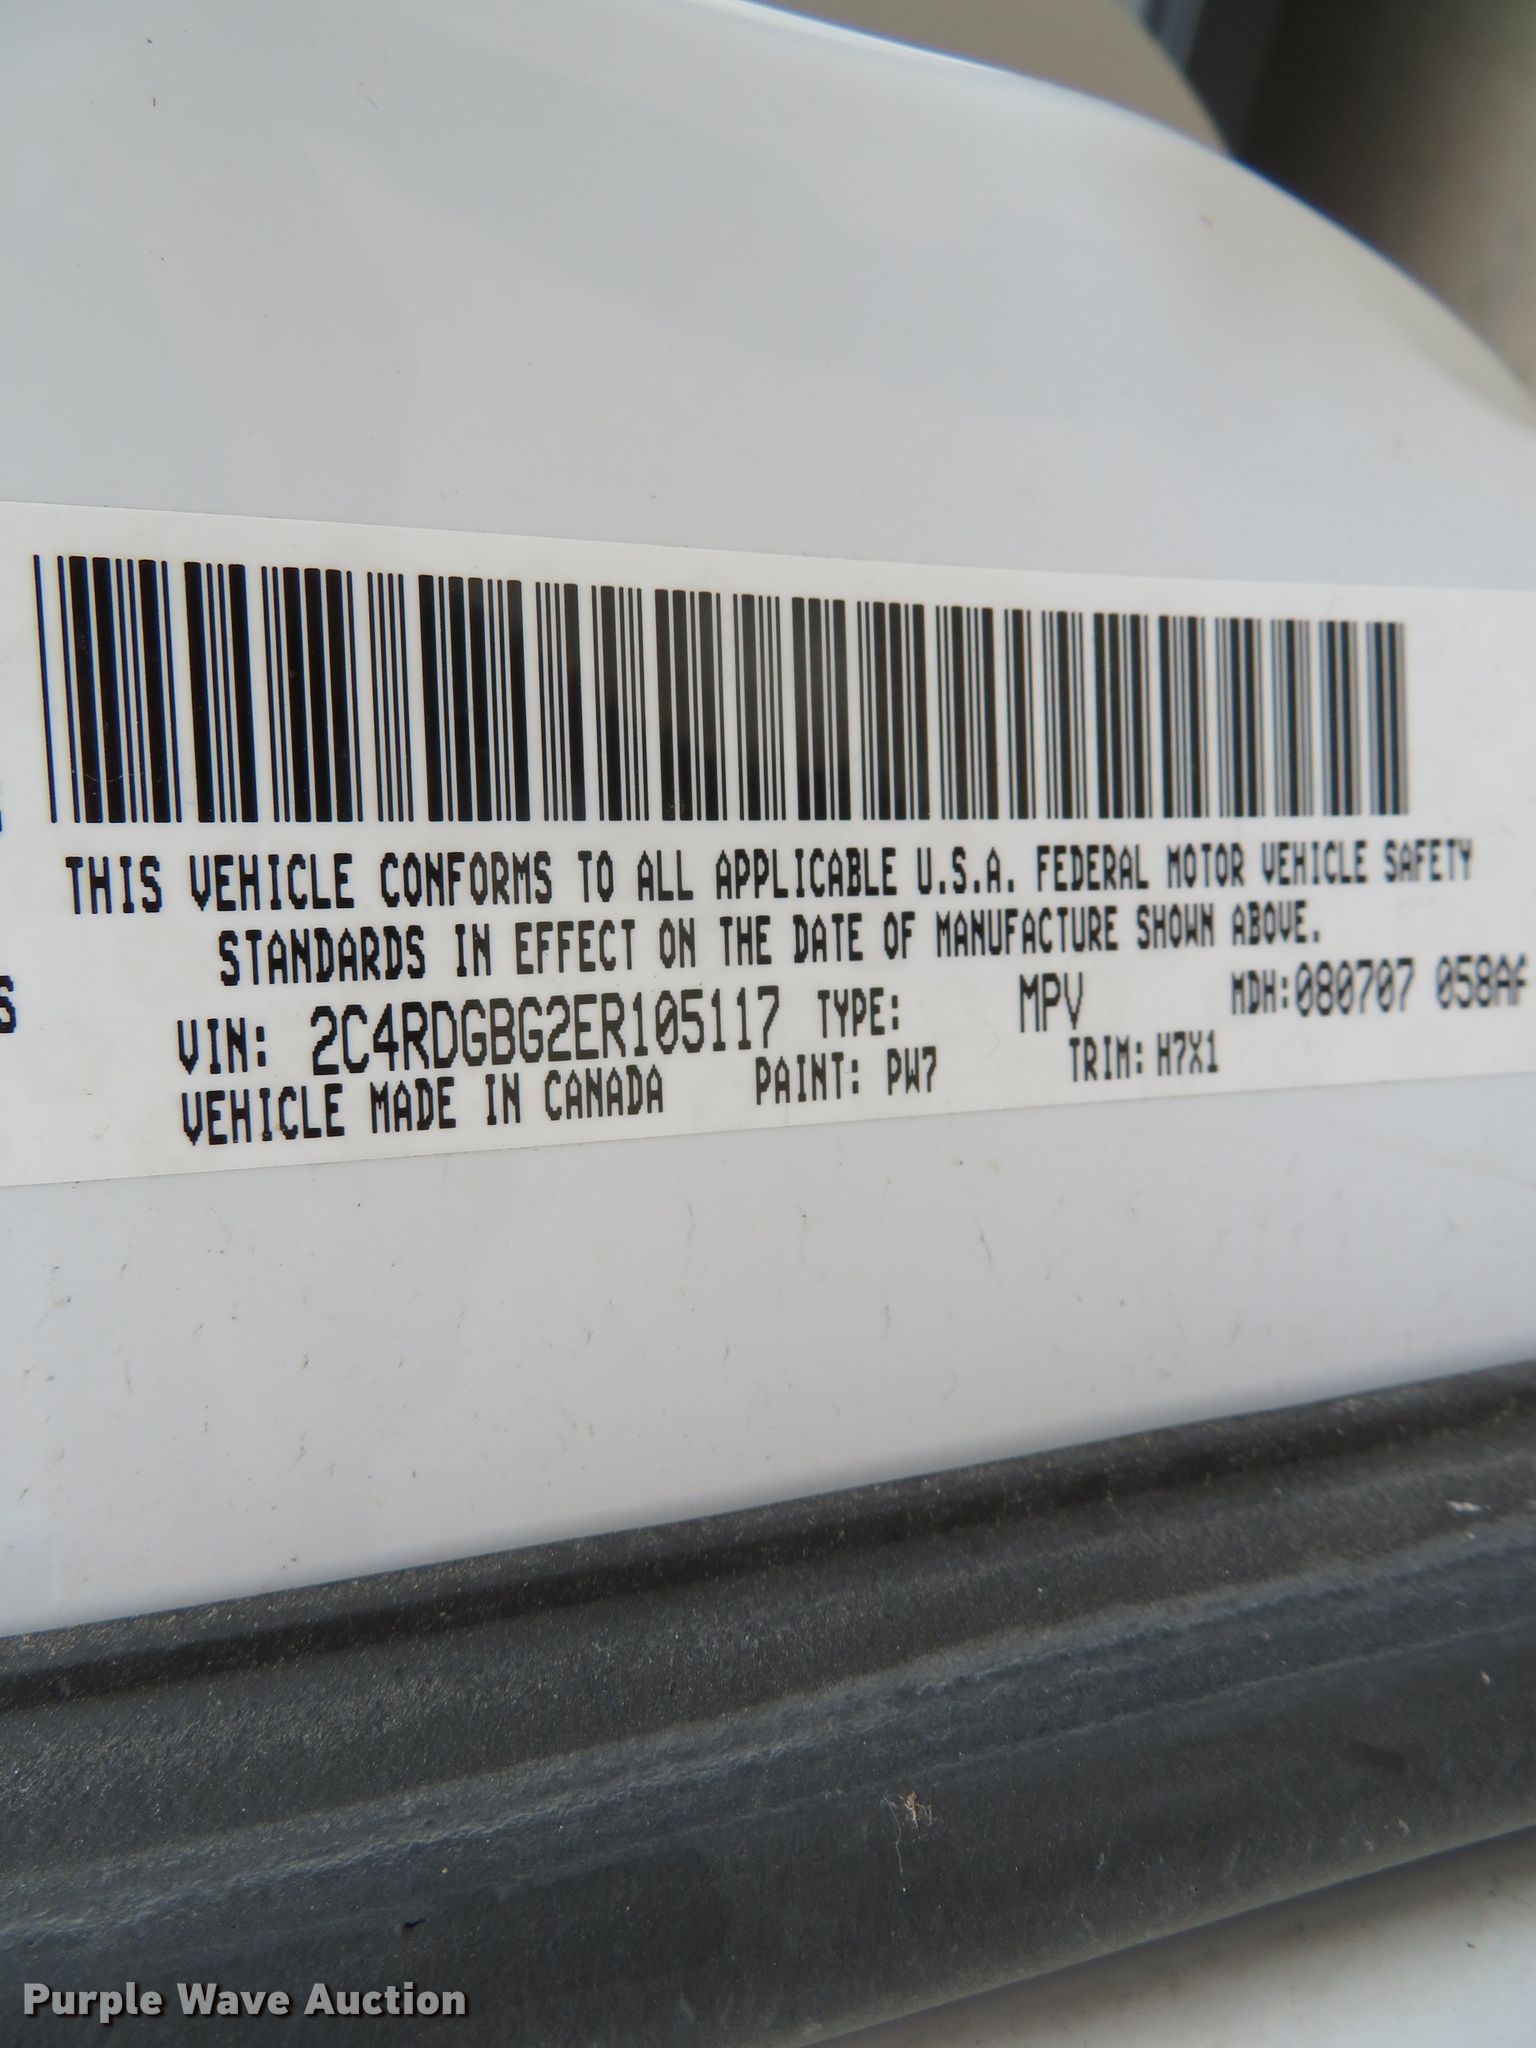 THIS VEHICLE CONFORMS TO ALL APPLICABLE U.S.A. FEDERAL MOTOR VEHICLE SAFETY
STANDARDS IN EFFECT ON THE DATE OF MANUFACTURE SHOWN ABOVE.
S
VIN: 2C4RDGBG2ER105117 TYPE: MPV MDH:080707 058AF
VEHICLE MADE IN CANADA PAINT: PW7 TRIM: H7X1
Purple Wave Auction